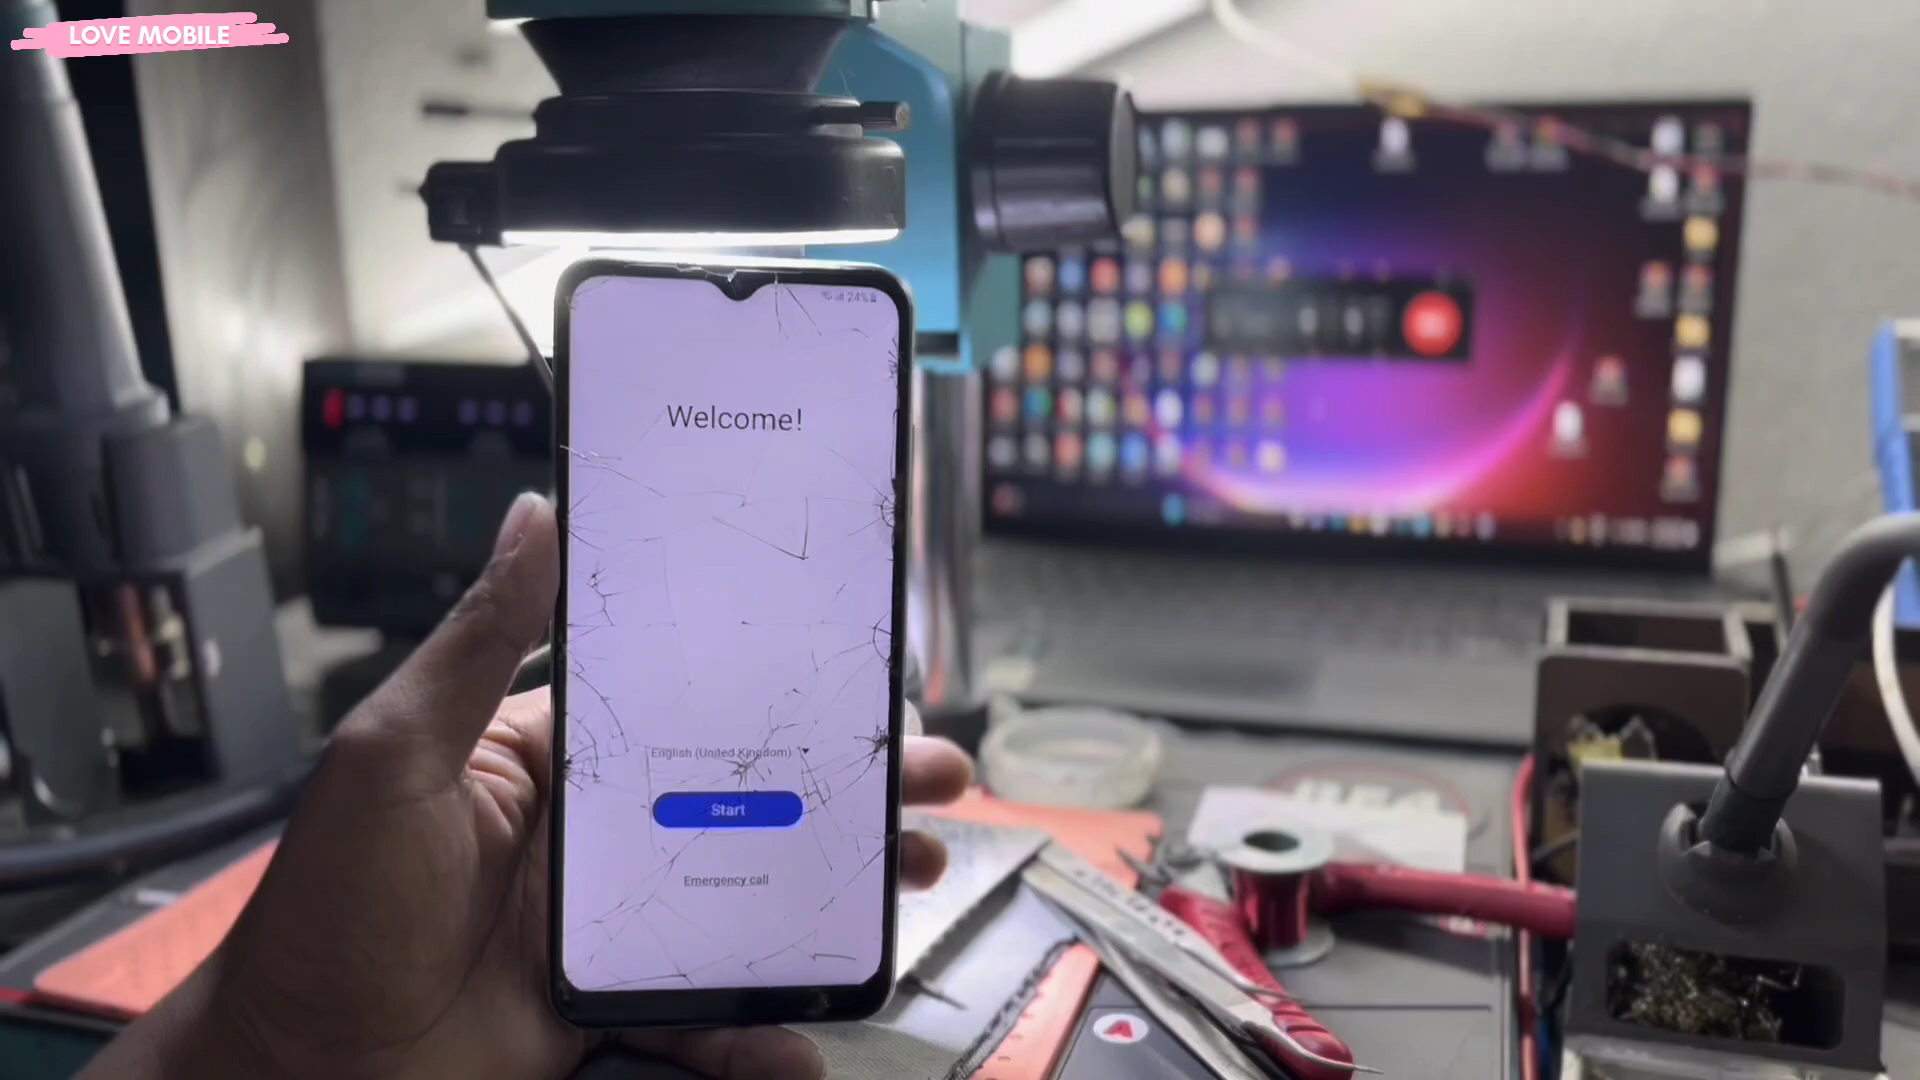 LOVE MOBILE
24%
Welcome!
English (United Kingdom)
Start
Emergency call